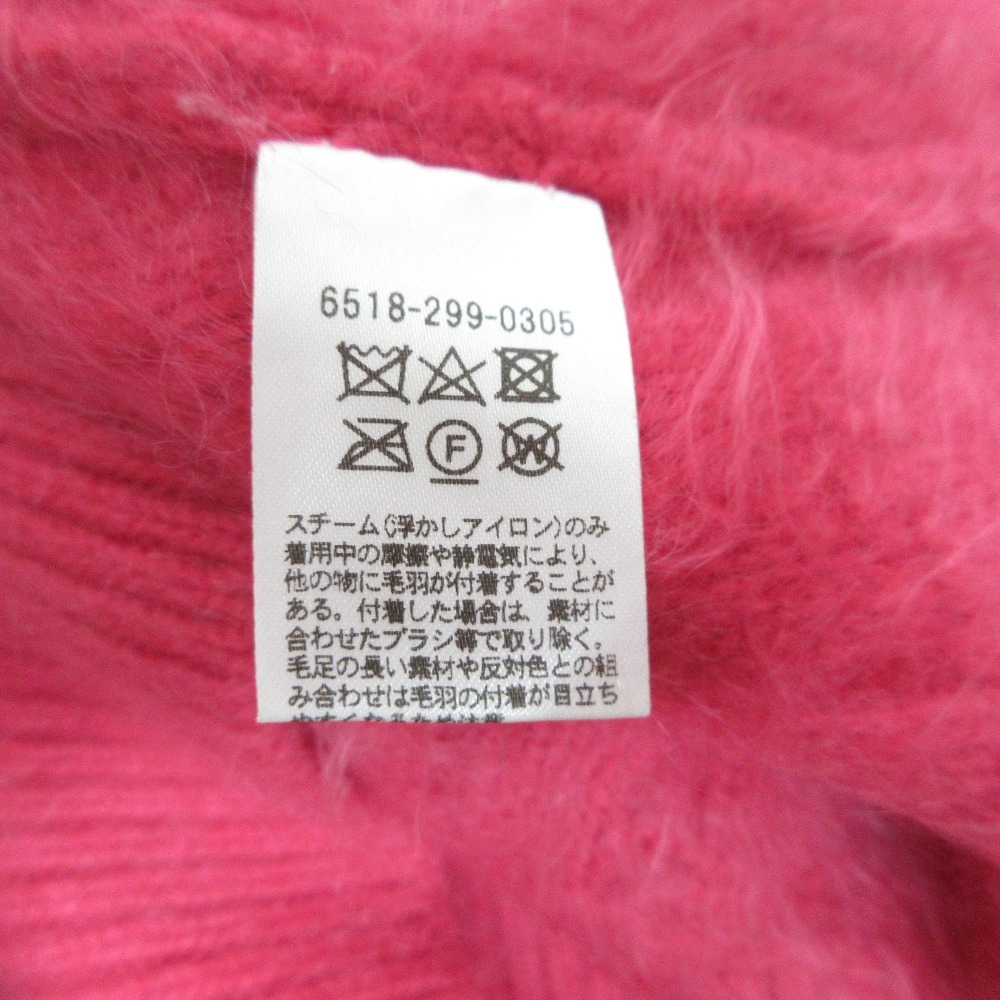 6518-299-0305
F
W
スチーム(浮かしアイロン)のみ
着用中の摩擦や静電気により、
他の物に毛羽が付着することが
ある。付着した場合は、素材に
合わせたブラシ等で取り除く。
毛足の長い素材や反対色との組
み合わせは毛羽の付着が目立ち